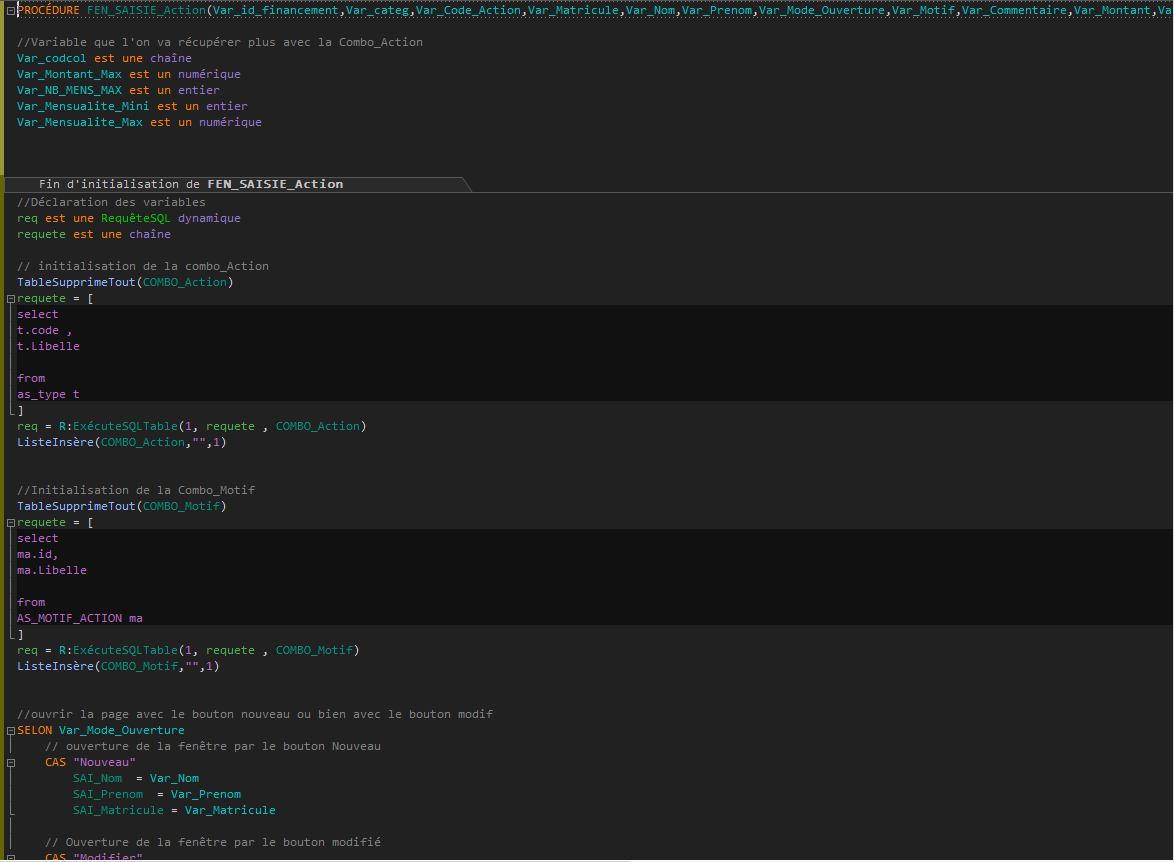 PROCÉDURE FEN_SAISIE_Action(Var_id_financement,Var_categ,Var_Code_Action,Var_Matricule,Var_Nom,Var_Prenom,Var_Mode_Ouverture,Var_Motif,Var_Commentaire,Var_Montant,Va
//Variable que l'on va récupérer plus avec la Combo_Action
Var_codcol est une chaîne
Var_Montant_Max est un numérique
Var_NB_MENS_MAX est un entier
Var_Mensualite_Mini est un entier
Var_Mensualite_Max est un numérique
Fin d'initialisation de FEN_SAISIE_Action
//Déclaration des variables
req est une RequêteSQL dynamique
requete est une chaîne
// initialisation de la combo_Action
TableSupprimeTout(COMBO_Action)
requete = [
select
t.code ,
t.Libelle
from
as_type t
]
req = R:ExécuteSQLTable(1, requete , COMBO_Action)
ListeInsère(COMBO_Action,"",1)
//Initialisation de la Combo_Motif
TableSupprimeTout(COMBO_Motif)
requete = [
select
ma.id,
ma.Libelle
from
AS_MOTIF_ACTION ma
]
req = R:ExécuteSQLTable(1, requete , COMBO_Motif)
ListeInsère(COMBO_Motif,"",1)
//ouvrir la page avec le bouton nouveau ou bien avec le bouton modif
SELON Var_Mode_Ouverture
// ouverture de la fenêtre par le bouton Nouveau
CAS "Nouveau"
SAI_Nom = Var_Nom
SAI_Prenom = Var_Prenom
SAI_Matricule = Var_Matricule
// Ouverture de la fenêtre par le bouton modifié
CAS "Modifier"